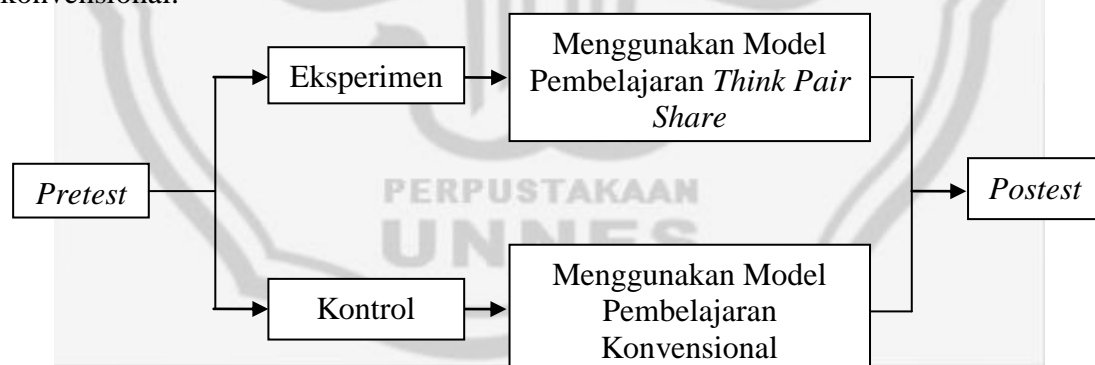 konvensional.
Eksperimen
Menggunakan Model
Pembelajaran Think Pair
Share
Pretest
PERPUSTAKAAN
UNNES
Postest
Kontrol
Menggunakan Model
Pembelajaran
Konvensional